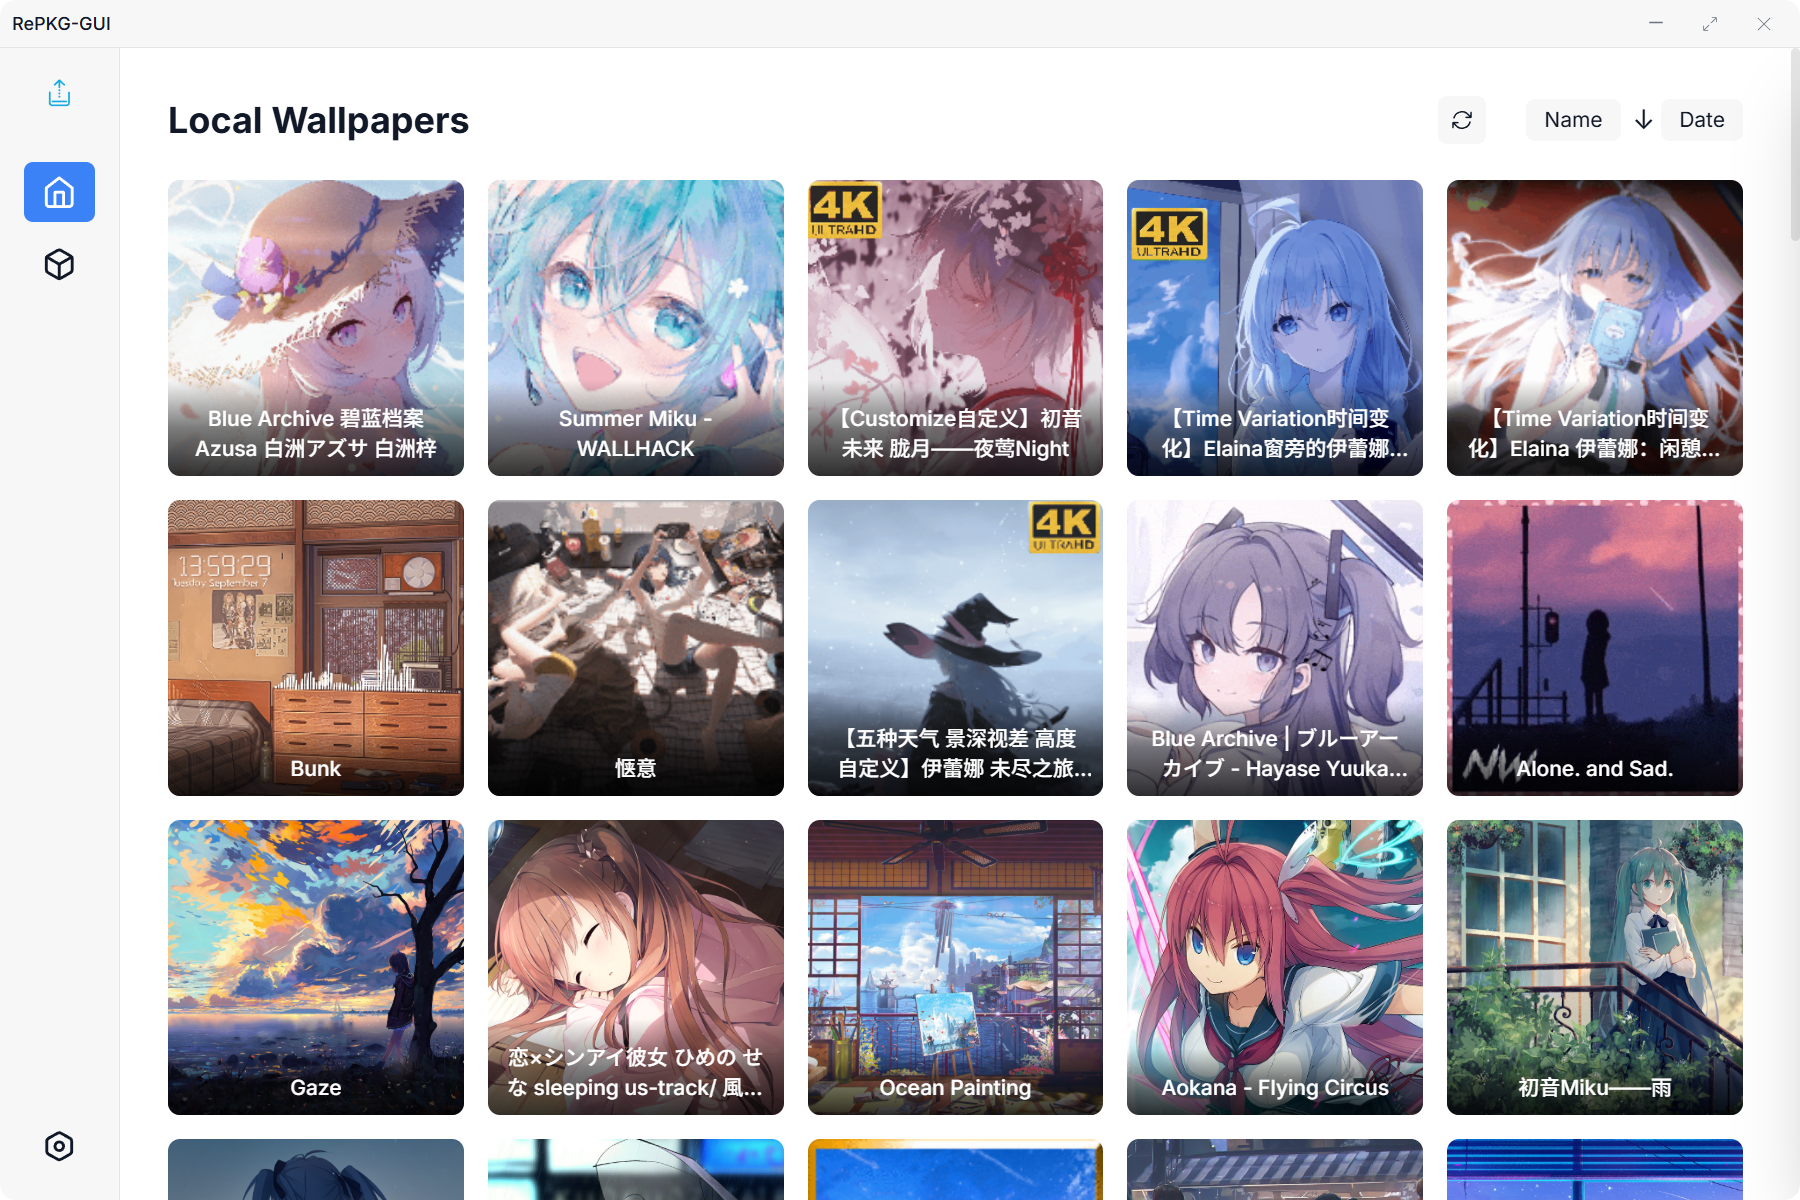 RePKG-GUI
Local Wallpapers
Name
Date
Blue Archive 碧蓝档案
Azusa 白洲アズサ 白洲梓
Summer Miku -
WALLHACK
4K
ULTRAHD
【Customize自定义】初音
未来 胧月——夜莺Night
4K
ULTRAHD
【Time Variation时间变
化】Elaina窗旁的伊蕾娜...
【Time Variation时间变
化】Elaina 伊蕾娜：闲憩...
13:59:29
Tuesday September 7
Bunk
惬意
4K
ULTRAHD
【五种天气 景深视差 高度
自定义】伊蕾娜 未尽之旅...
Blue Archive | ブルーアー
カイブ - Hayase Yuuka...
Alone. and Sad.
Gaze
恋×シンアイ彼女 ひめの せ
な sleeping us-track/ 風...
Ocean Painting
Aokana - Flying Circus
初音Miku——雨